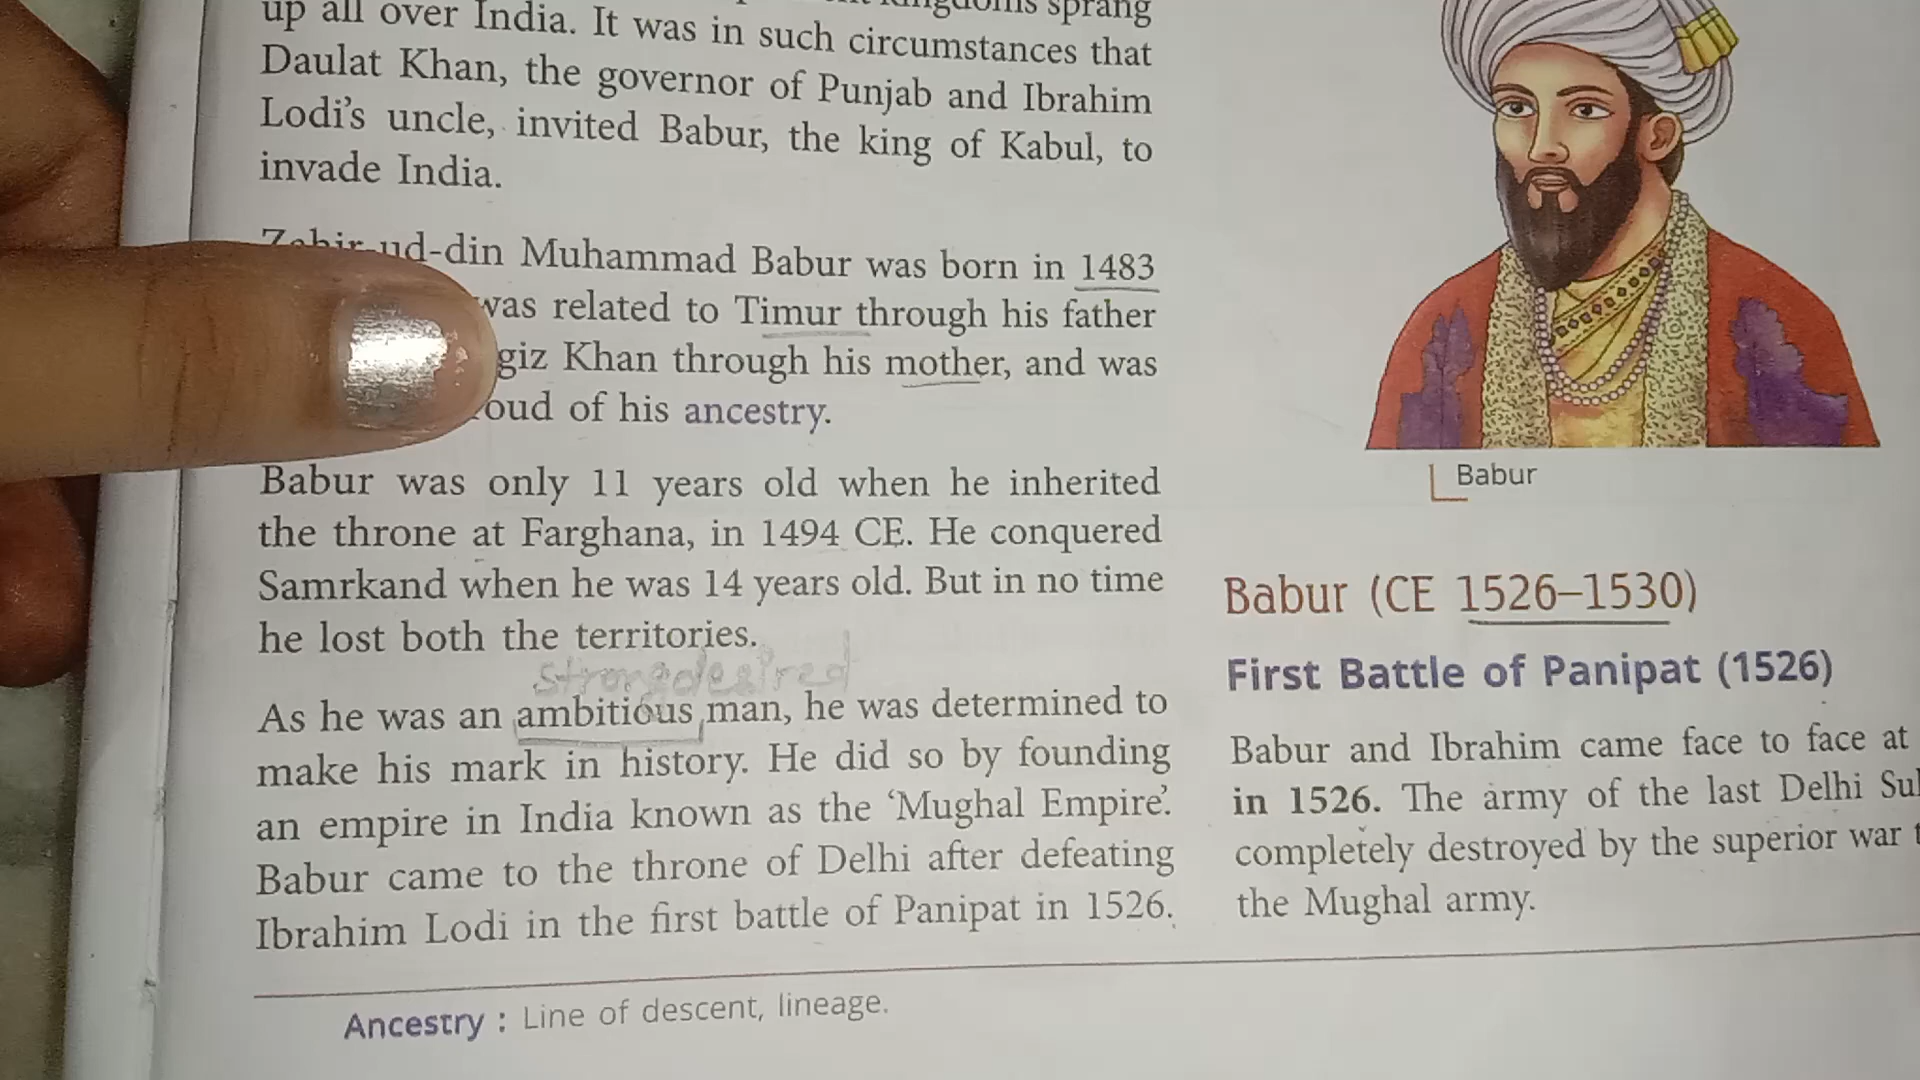 up all over India. It was in such circumstances that
Daulat Khan, the governor of Punjab and Ibrahim
Lodi's uncle, invited Babur, the king of Kabul, to
invade India.
ud-din Muhammad Babur was born in 1483
was related to Timur through his father
Khan through his mother, and was
of his ancestry.
Babur was only 11 years old when he inherited
the throne at Farghana, in 1494 CE. He conquered
Samrkand when he was 14 years old. But in no time
he lost both the territories.
strong desired
As he was an ambitious man, he was determined to
make his mark in history. He did so by founding
an empire in India known as the 'Mughal Empire'.
Babur came to the throne of Delhi after defeating
Ibrahim Lodi in the first battle of Panipat in 1526.
Ancestry : Line of descent, lineage.
Babur
Babur (CE 1526–1530)
First Battle of Panipat (1526)
Babur and Ibrahim came face to face at
in 1526. The army of the last Delhi
completely destroyed by the superior war
the Mughal army.